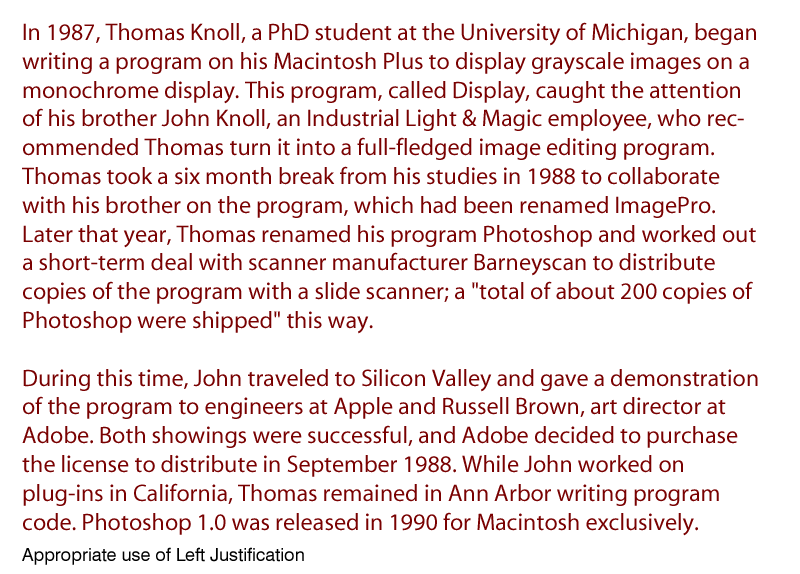 In 1987, Thomas Knoll, a PhD student at the University of Michigan, began
writing a program on his Macintosh Plus to display grayscale images on a
monochrome display. This program, called Display, caught the attention
of his brother John Knoll, an Industrial Light & Magic employee, who rec-
ommended Thomas turn it into a full-fledged image editing program.
Thomas took a six month break from his studies in 1988 to collaborate
with his brother on the program, which had been renamed ImagePro.
Later that year, Thomas renamed his program Photoshop and worked out
a short-term deal with scanner manufacturer Barneyscan to distribute
copies of the program with a slide scanner; a "total of about 200 copies of
Photoshop were shipped" this way.

During this time, John traveled to Silicon Valley and gave a demonstration
of the program to engineers at Apple and Russell Brown, art director at
Adobe. Both showings were successful, and Adobe decided to purchase
the license to distribute in September 1988. While John worked on
plug-ins in California, Thomas remained in Ann Arbor writing program
code. Photoshop 1.0 was released in 1990 for Macintosh exclusively.
Appropriate use of Left Justification